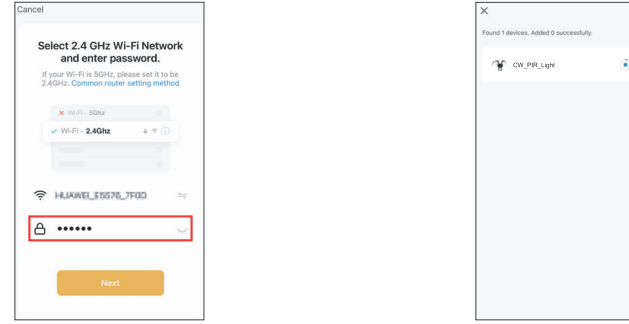 Cancel
Select 2.4 GHz Wi-Fi Network
and enter password.
If your Wi-Fi is 5GHz, please set it to be
2.4GHz. Common router setting method
Wi-Fi - 5Ghz
Wi-Fi - 2.4Ghz
HUAWEI_E5576_7F0D
Next
Found 1 devices. Added 0 successfully.
CW_PIR_Light